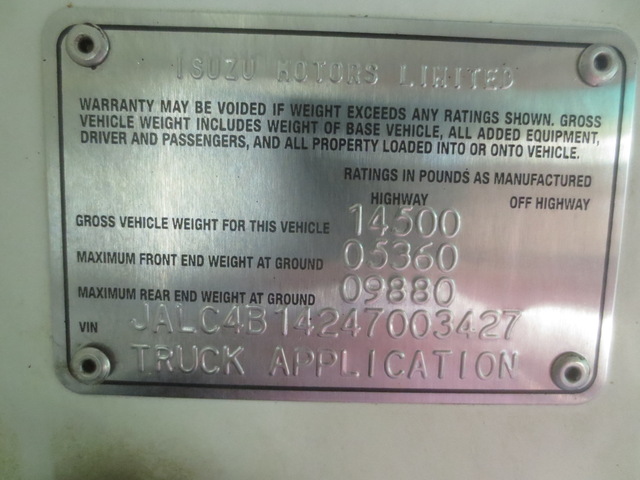 ISUZU MOTORS LIMITED
WARRANTY MAY BE VOIDED IF WEIGHT EXCEEDS ANY RATINGS SHOWN. GROSS
VEHICLE WEIGHT INCLUDES WEIGHT OF BASE VEHICLE, ALL ADDED EQUIPMENT,
DRIVER AND PASSENGERS, AND ALL PROPERTY LOADED INTO OR ONTO VEHICLE.
RATINGS IN POUNDS AS MANUFACTURED
HIGHWAY OFF HIGHWAY
GROSS VEHICLE WEIGHT FOR THIS VEHICLE 14500
MAXIMUM FRONT END WEIGHT AT GROUND 05360
MAXIMUM REAR END WEIGHT AT GROUND 09880
VIN JALC4B14247003427
TRUCK APPLICATION